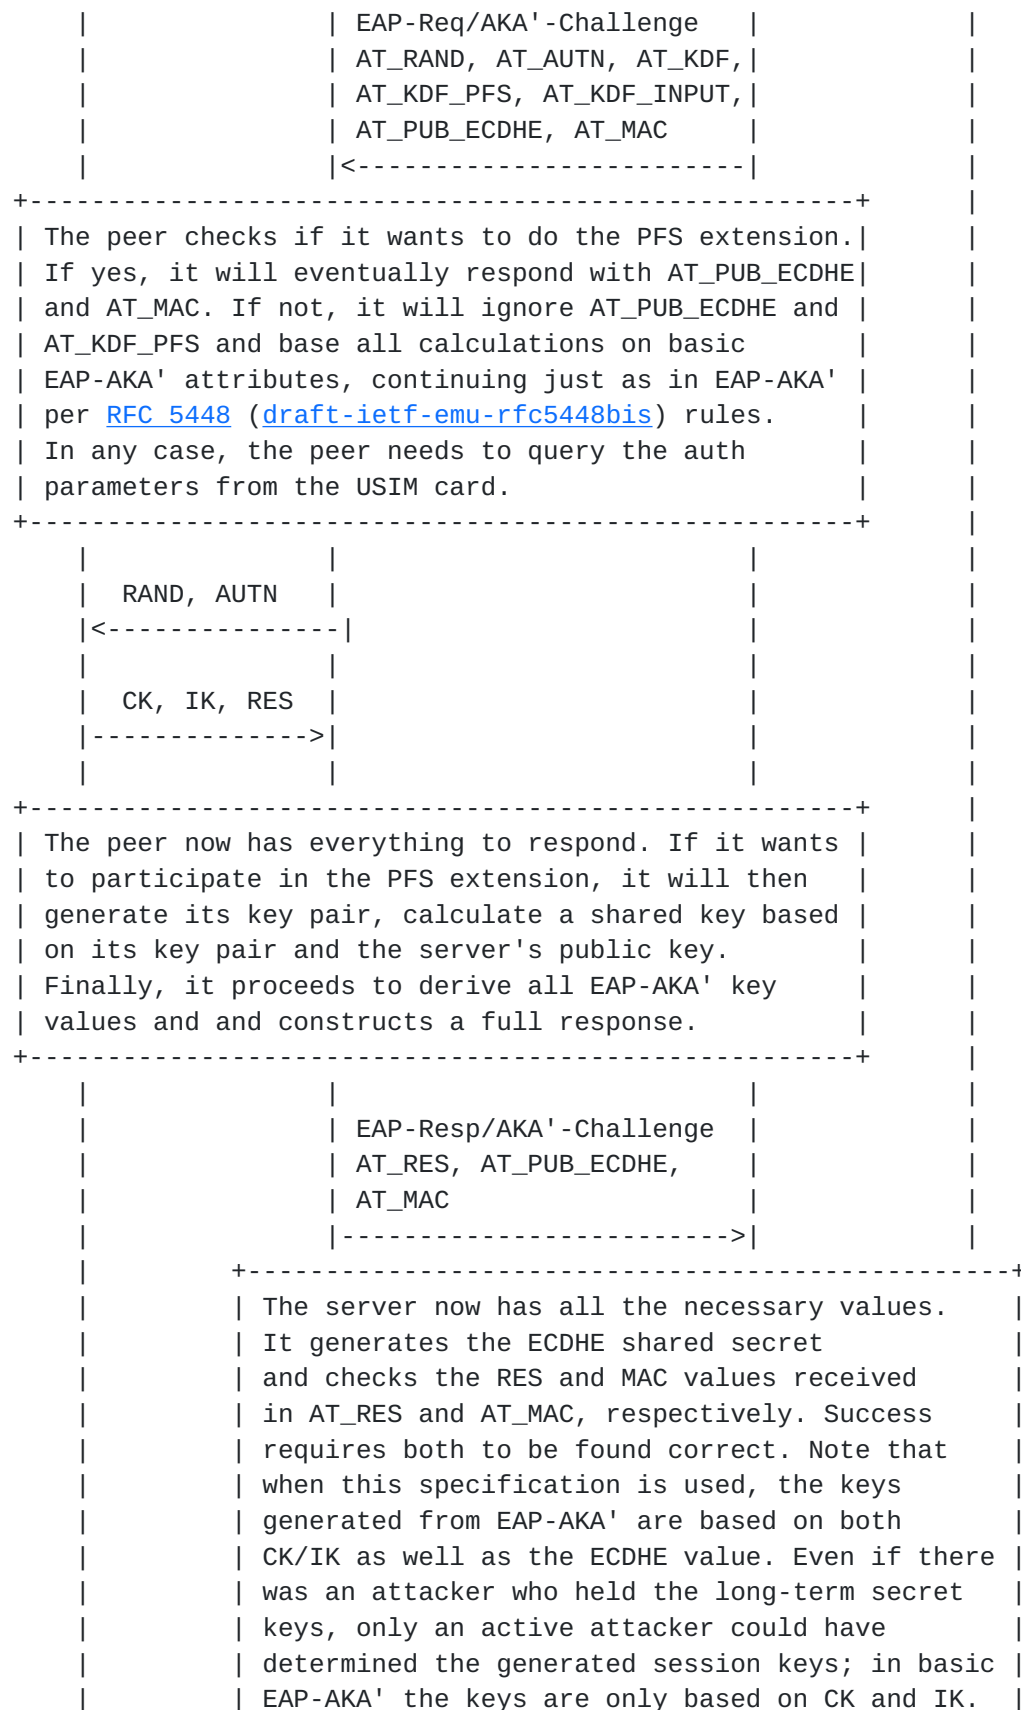 | | EAP-Req/AKA'-Challenge | |
| | AT_RAND, AT_AUTN, AT_KDF,| |
| | AT_KDF_PFS, AT_KDF_INPUT,| |
| | AT_PUB_ECDHE, AT_MAC | |
| |<-------------------------| |
+-----------------------------------------------------+ |
| The peer checks if it wants to do the PFS extension.| |
| If yes, it will eventually respond with AT_PUB_ECDHE| |
| and AT_MAC. If not, it will ignore AT_PUB_ECDHE and | |
| AT_KDF_PFS and base all calculations on basic | |
| EAP-AKA' attributes, continuing just as in EAP-AKA' | |
| per RFC 5448 (draft-ietf-emu-rfc5448bis) rules. | |
| In any case, the peer needs to query the auth | |
| parameters from the USIM card. | |
+-----------------------------------------------------+ |
| | | |
| RAND, AUTN | | |
|<---------------| | |
| | | |
| CK, IK, RES | | |
|-------------->| | |
| | | |
+-----------------------------------------------------+ |
| The peer now has everything to respond. If it wants | |
| to participate in the PFS extension, it will then | |
| generate its key pair, calculate a shared key based | |
| on its key pair and the server's public key. | |
| Finally, it proceeds to derive all EAP-AKA' key | |
| values and and constructs a full response. | |
+-----------------------------------------------------+ |
| | | |
| | EAP-Resp/AKA'-Challenge | |
| | AT_RES, AT_PUB_ECDHE, | |
| | AT_MAC | |
| |------------------------->| |
| +-------------------------------------------------+
| | The server now has all the necessary values. |
| | It generates the ECDHE shared secret |
| | and checks the RES and MAC values received |
| | in AT_RES and AT_MAC, respectively. Success |
| | requires both to be found correct. Note that |
| | when this specification is used, the keys |
| | generated from EAP-AKA' are based on both |
| | CK/IK as well as the ECDHE value. Even if there |
| | was an attacker who held the long-term secret |
| | keys, only an active attacker could have |
| | determined the generated session keys; in basic |
| | EAP-AKA' the keys are only based on CK and IK. |